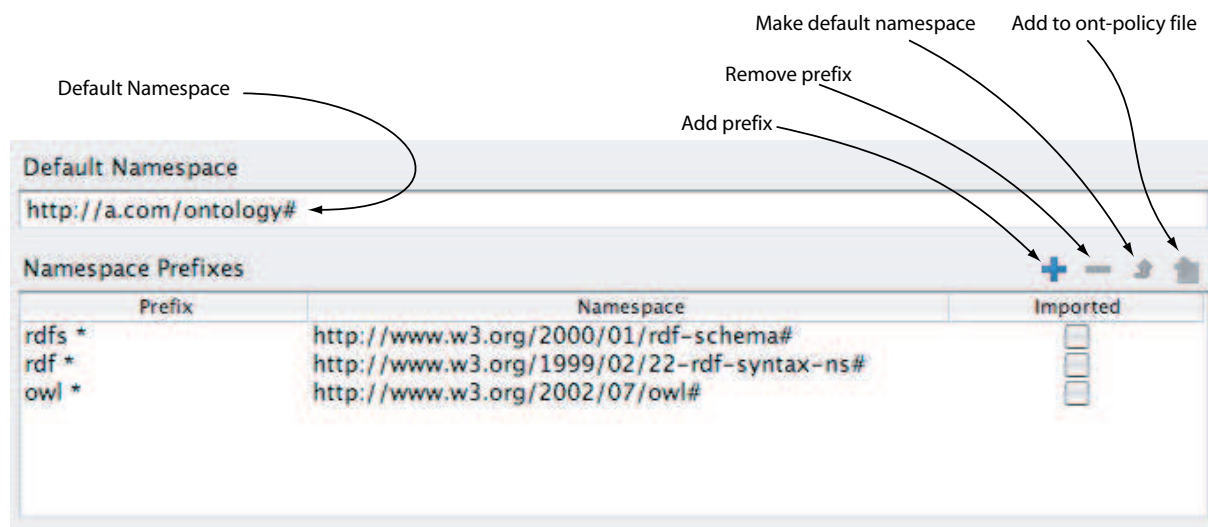 Make default namespace
Add to ont-policy file
Remove prefix
Default Namespace
Add prefix
Default Namespace
http://a.com/ontology#
Namespace Prefixes
Prefix Namespace Imported
rdfs * http://www.w3.org/2000/01/rdf-schema#
rdf * http://www.w3.org/1999/02/22-rdf-syntax-ns#
owl * http://www.w3.org/2002/07/owl#